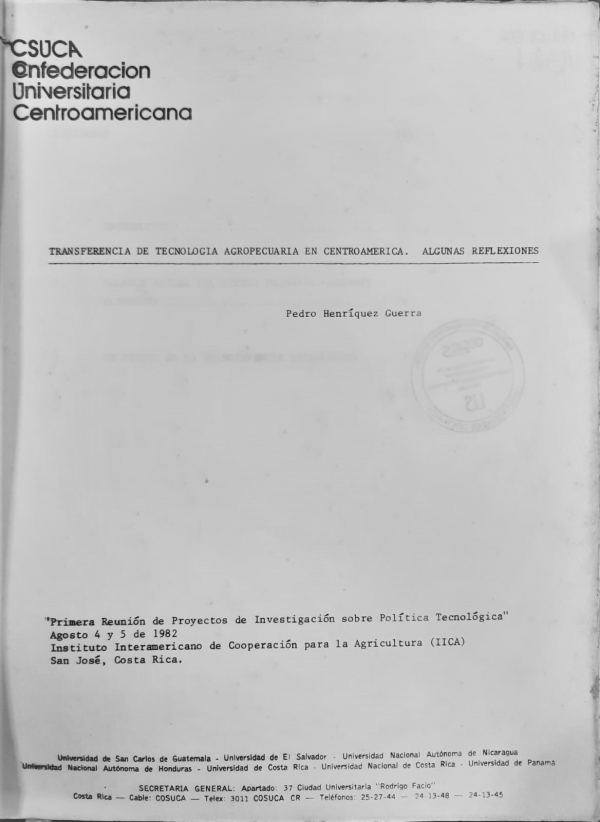 CSUCA
Confederacion
Universitaria
Centroamericana
TRANSFERENCIA DE TECNOLOGIA AGROPECUARIA EN CENTROAMERICA. ALGUNAS REFLEXIONES
Pedro Henríquez Guerra
"Primera Reunión de Proyectos de Investigación sobre Política Tecnológica"
Agosto 4 y 5 de 1982
Instituto Interamericano de Cooperación para la Agricultura (IICA)
San José, Costa Rica.
Universidad de San Carlos de Guatemala - Universidad de El Salvador - Universidad Nacional Autónoma de Nicaragua
Universidad Nacional Autónoma de Honduras - Universidad de Costa Rica - Universidad Nacional de Costa Rica - Universidad de Panamá
SECRETARIA GENERAL: Apartado: 37 Ciudad Universitaria "Rodrigo Facio"
Costa Rica — Cable: COSUCA — Telex: 3011 COSUCA CR — Teléfonos: 25-27-44 — 24-13-48 — 24-13-45